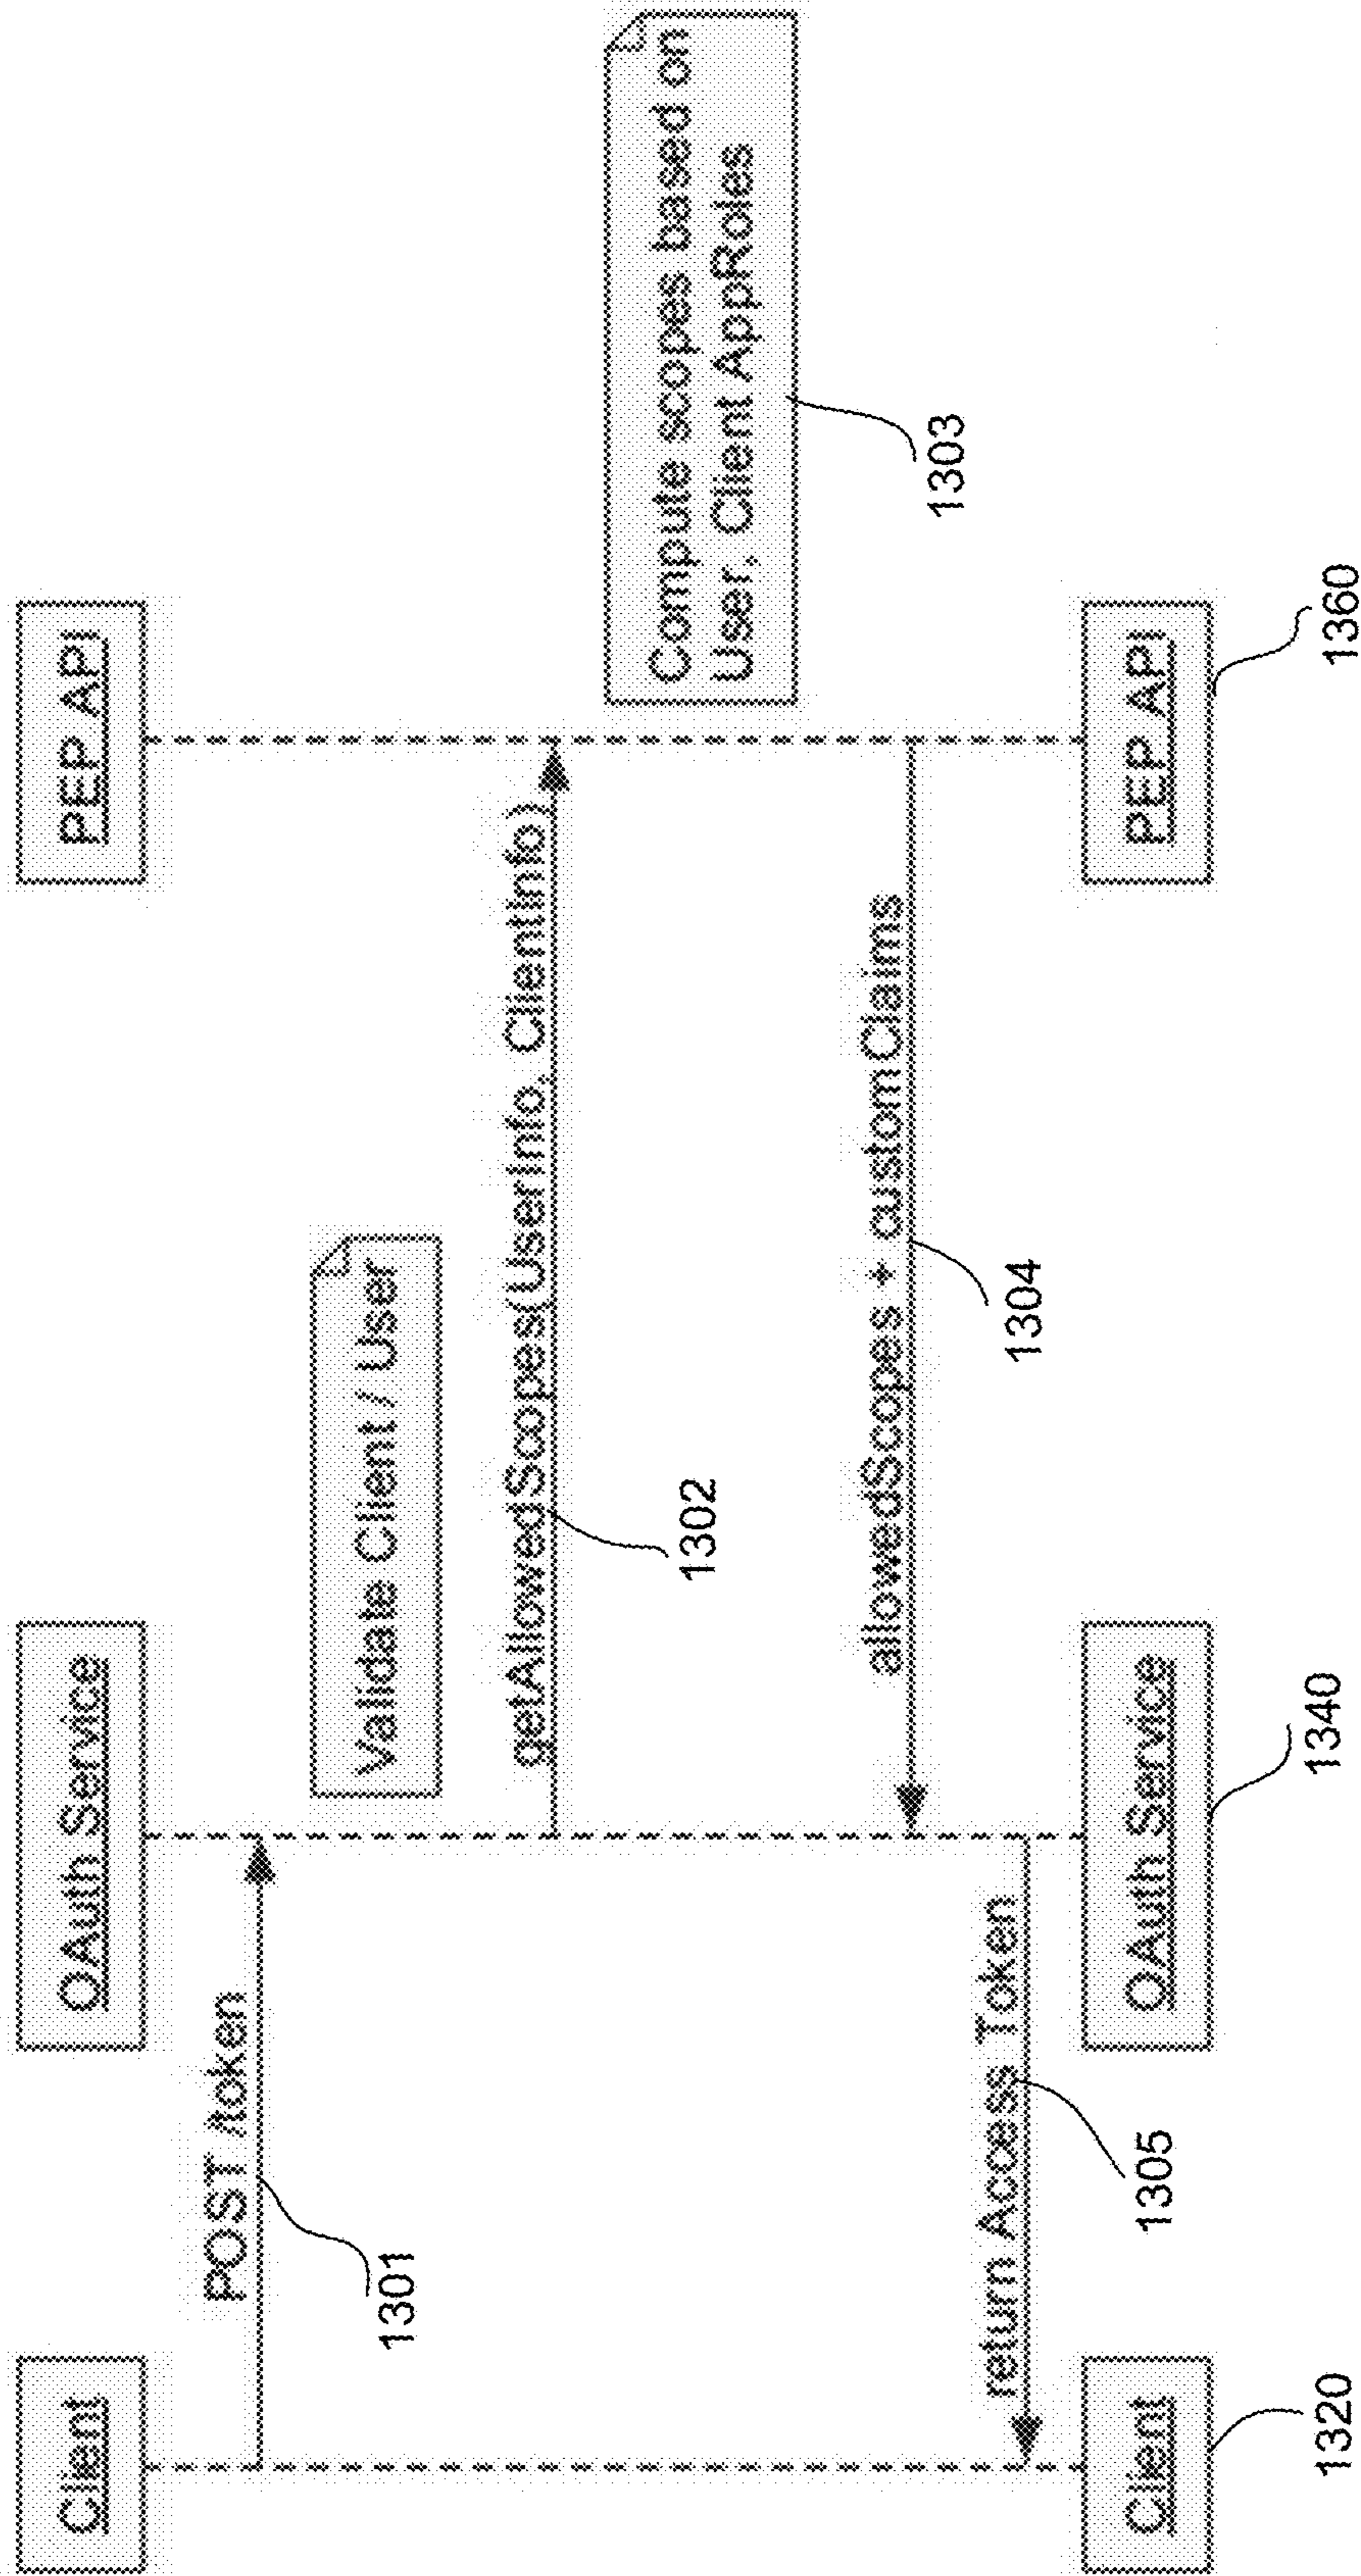 Client
OAuth Service
PEP API
POST /token
1301
Validate Client / User
getAllowedScopes(UserInfo, ClientInfo)
1302
Compute scopes based on
User, Client AppRoles
1303
allowedScopes + customClaims
1304
return Access Token
1305
Client
OAuth Service
PEP API
1320
1340
1360